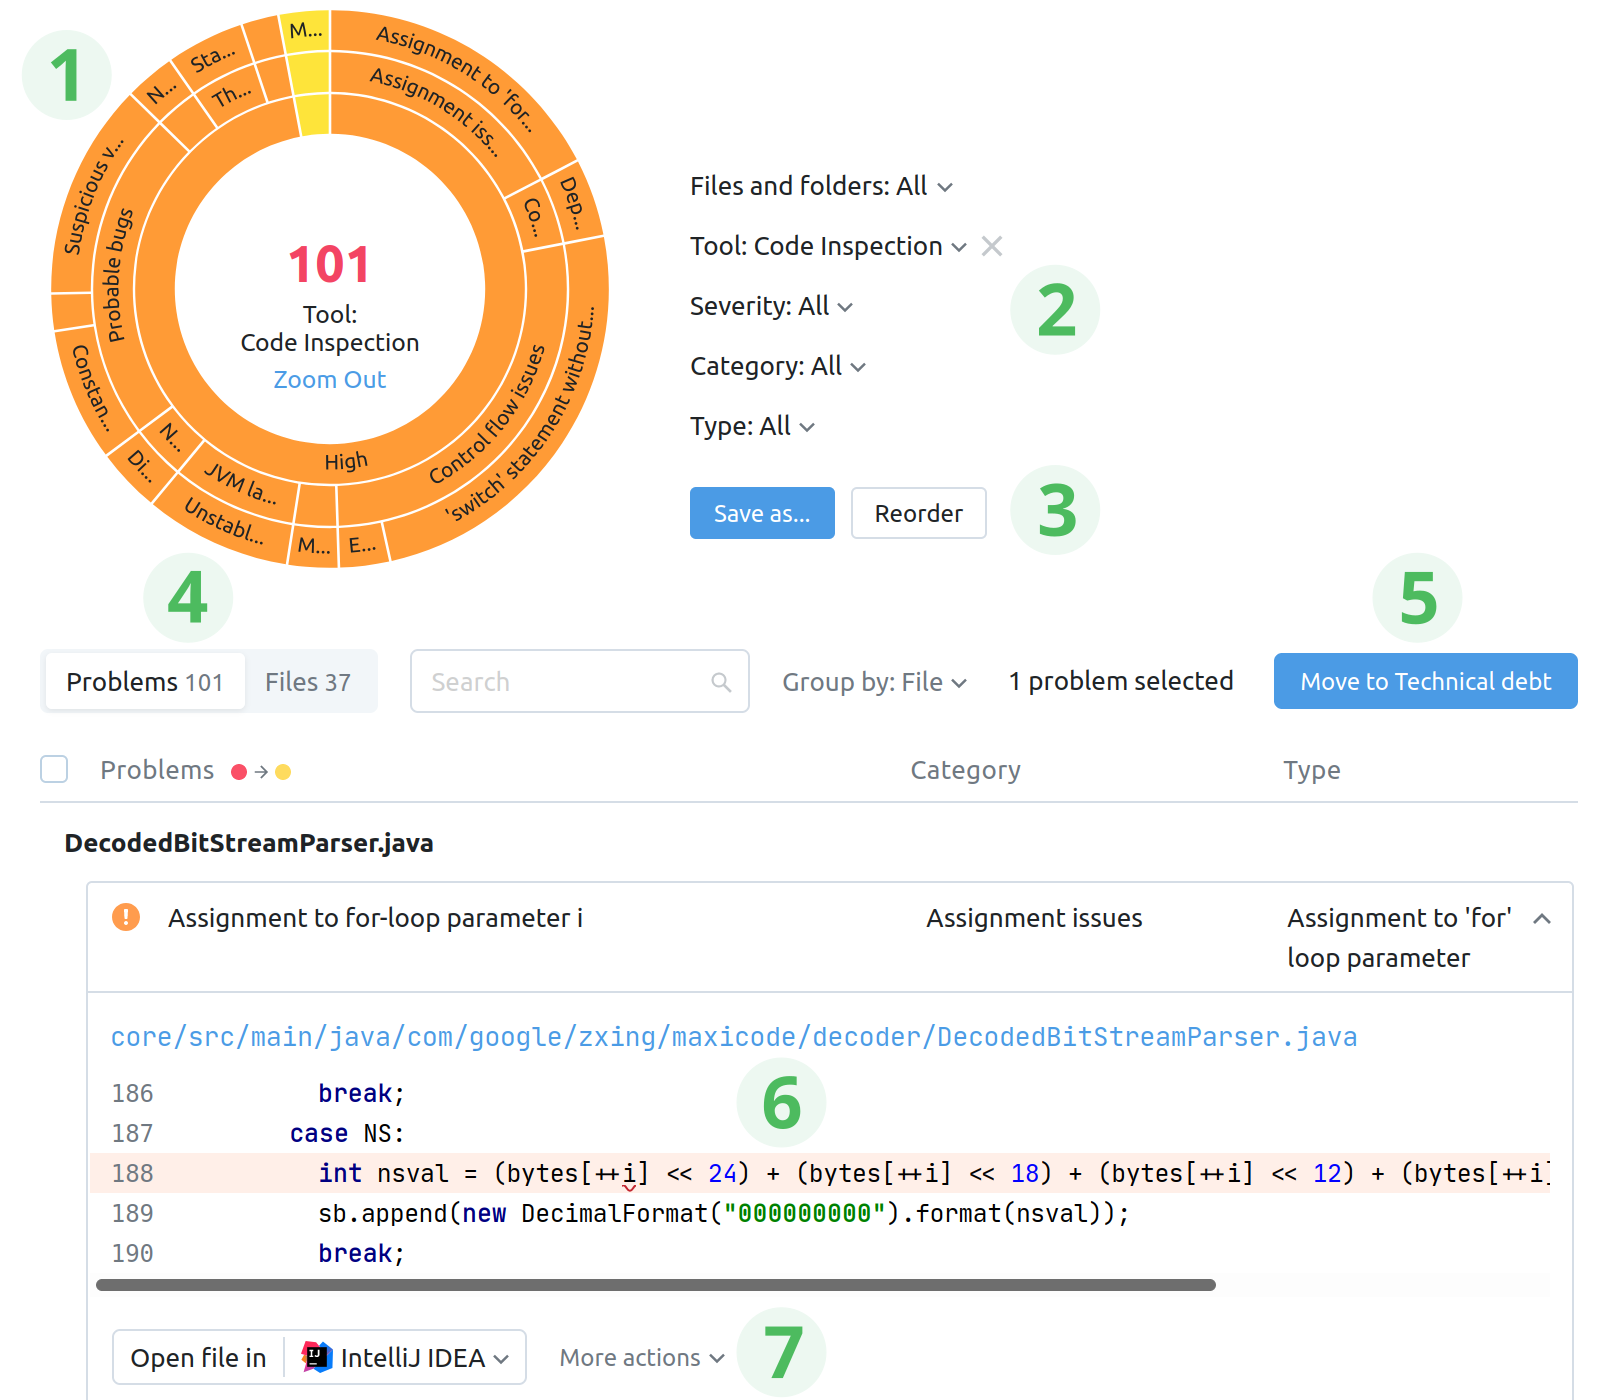 1
M...
Assignment to 'for...
Assignment iss...
Dep...
Co...
'switch' statement without...
Control flow issues
High
E...
M...
Unstabl...
JVM la...
N...
Di...
Constan...
Probable bugs
Suspicious v...
N...
Sta...
Th...
101
Tool:
Code Inspection
Zoom Out
Files and folders: All
Tool: Code Inspection
2
Severity: All
Category: All
Type: All
Save as...
Reorder
3
4
5
Problems 101
Files 37
Search
Group by: File
1 problem selected
Move to Technical debt
Problems
Category
Type
DecodedBitStreamParser.java
Assignment to for-loop parameter i
Assignment issues
Assignment to 'for'
loop parameter
core/src/main/java/com/google/zxing/maxicode/decoder/DecodedBitStreamParser.java
6
186 break;
187 case NS:
188 int nsval = (bytes[++i] << 24) + (bytes[++i] << 18) + (bytes[++i] << 12) + (bytes[++i]
189 sb.append(new DecimalFormat("000000000").format(nsval));
190 break;
7
Open file in
IJ
IntelliJ IDEA
More actions